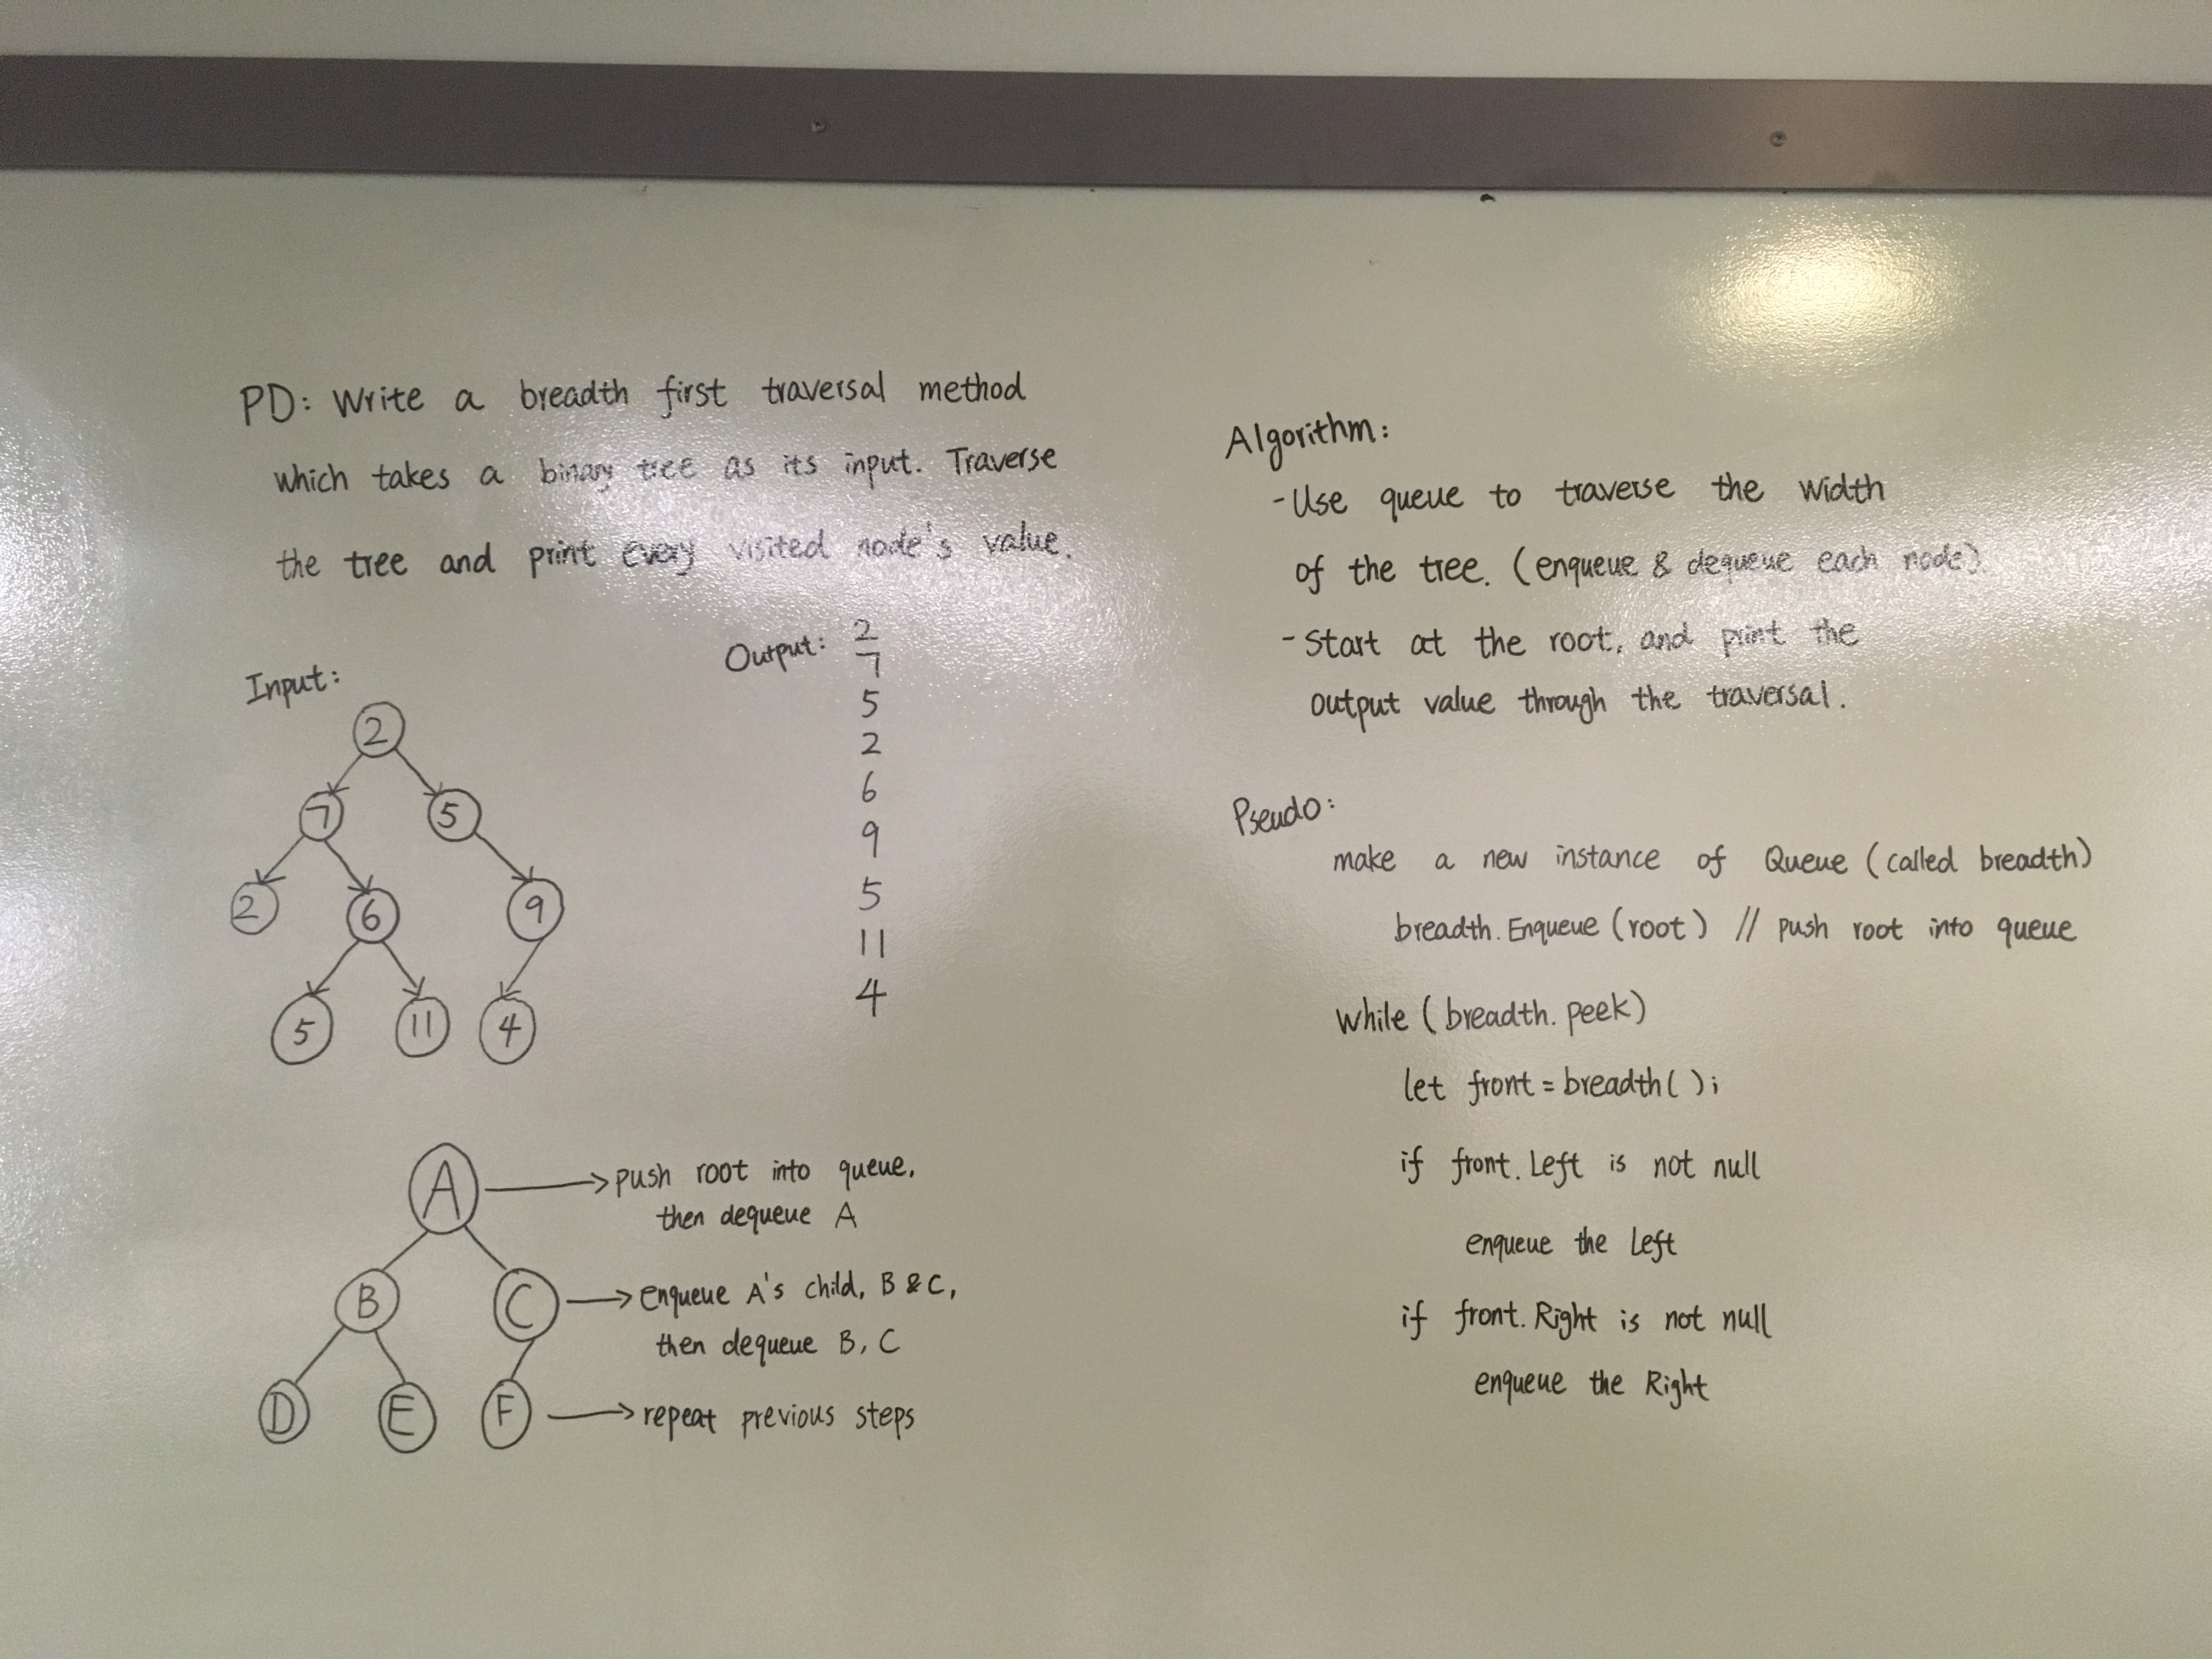 PD: Write a breadth first traversal method
which takes a binary tree as its input. Traverse
the tree and print every visited node's value.
Input:
2
7 5
2 6 9
5 11 4
Output: 2
7
5
2
6
9
5
11
4
A → push root into queue,
then dequeue A
B C → enqueue A's child, B & C,
then dequeue B, C
D E F → repeat previous steps
Algorithm:
- Use queue to traverse the width
of the tree. (enqueue & dequeue each node).
- Start at the root, and print the
output value through the traversal.
Pseudo:
make a new instance of Queue (called breadth)
breadth.Enqueue (root) // push root into queue
while (breadth.peek)
let front = breadth( );
if front.Left is not null
enqueue the Left
if front.Right is not null
enqueue the Right